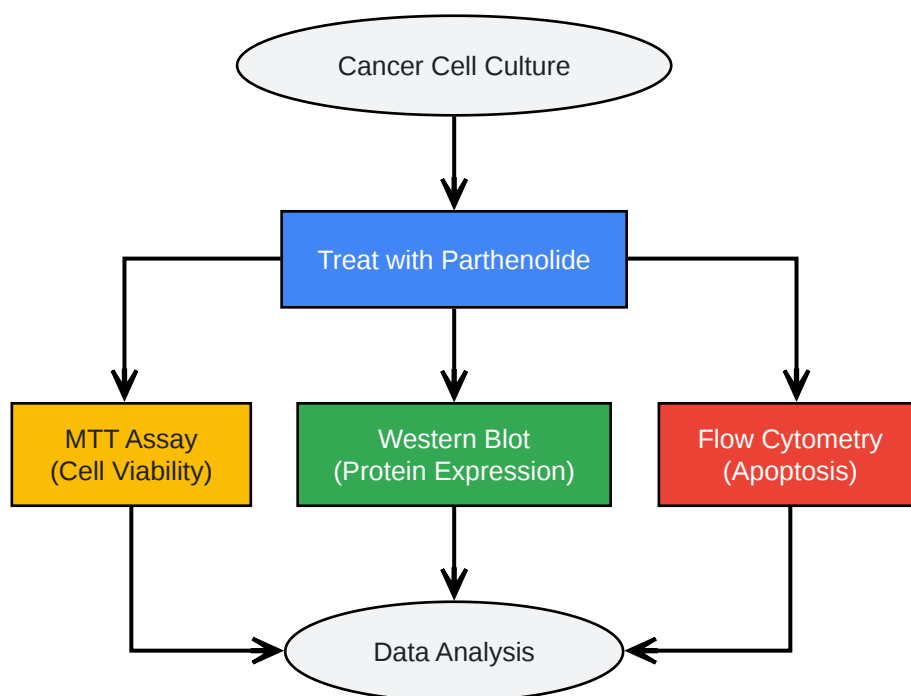 Cancer Cell Culture
Treat with Parthenolide
MTT Assay
(Cell Viability)
Western Blot
(Protein Expression)
Flow Cytometry
(Apoptosis)
Data Analysis